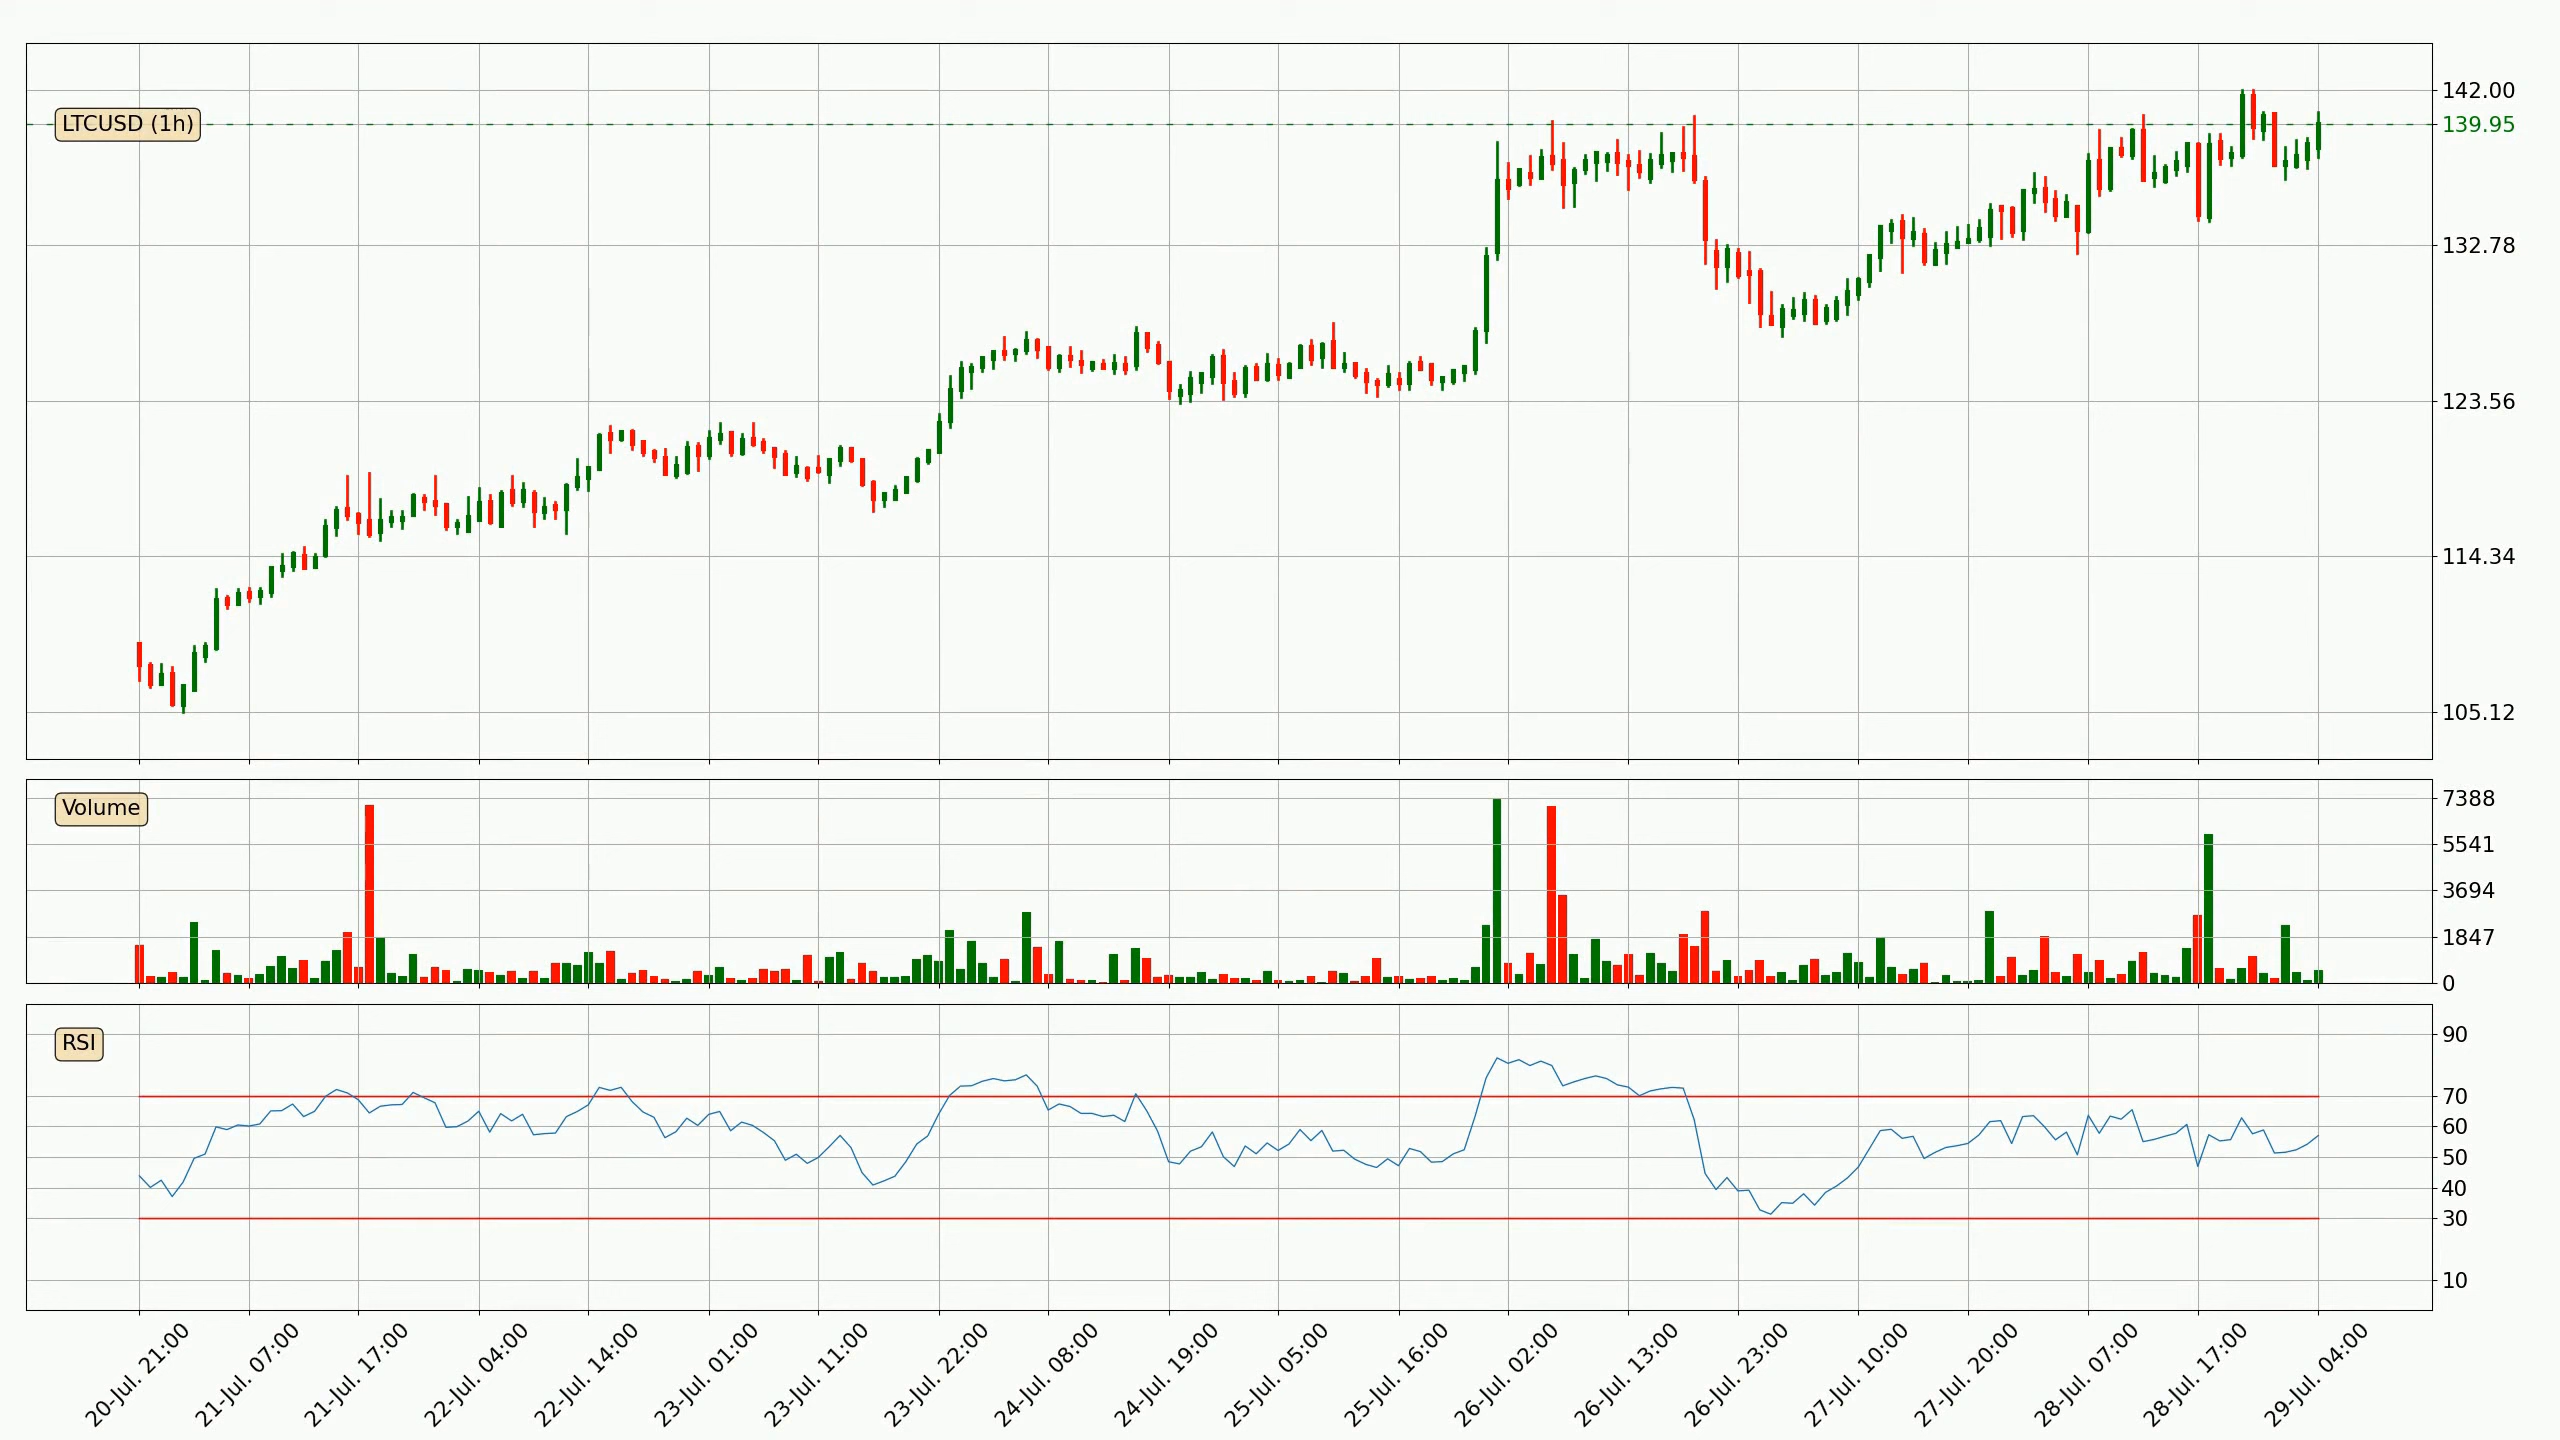 LTCUSD (1h)
142.00
139.95
132.78
123.56
114.34
105.12
Volume
7388
5541
3694
1847
0
RSI
90
70
60
50
40
30
10
20-Jul. 21:00
21-Jul. 07:00
21-Jul. 17:00
22-Jul. 04:00
22-Jul. 14:00
23-Jul. 01:00
23-Jul. 11:00
23-Jul. 22:00
24-Jul. 08:00
24-Jul. 19:00
25-Jul. 05:00
25-Jul. 16:00
26-Jul. 02:00
26-Jul. 13:00
26-Jul. 23:00
27-Jul. 10:00
27-Jul. 20:00
28-Jul. 07:00
28-Jul. 17:00
29-Jul. 04:00